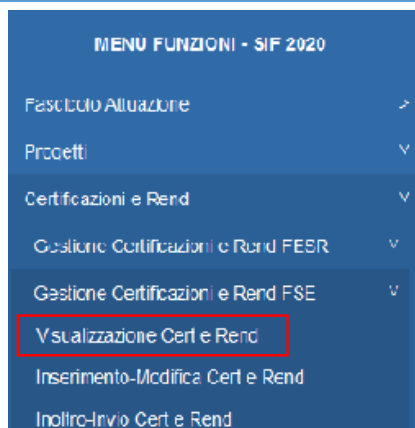 MENÙ FUNZIONI - SIF 2020
Fascicolo Attuazione >
Progetti v
Certificazioni e Rend v
Gestione Certificazioni e Rend FESR v
Gestione Certificazioni e Rend FSE v
Visualizzazione Cert e Rend
Inserimento-Modifica Cert e Rend
Inoltro-Invio Cert e Rend